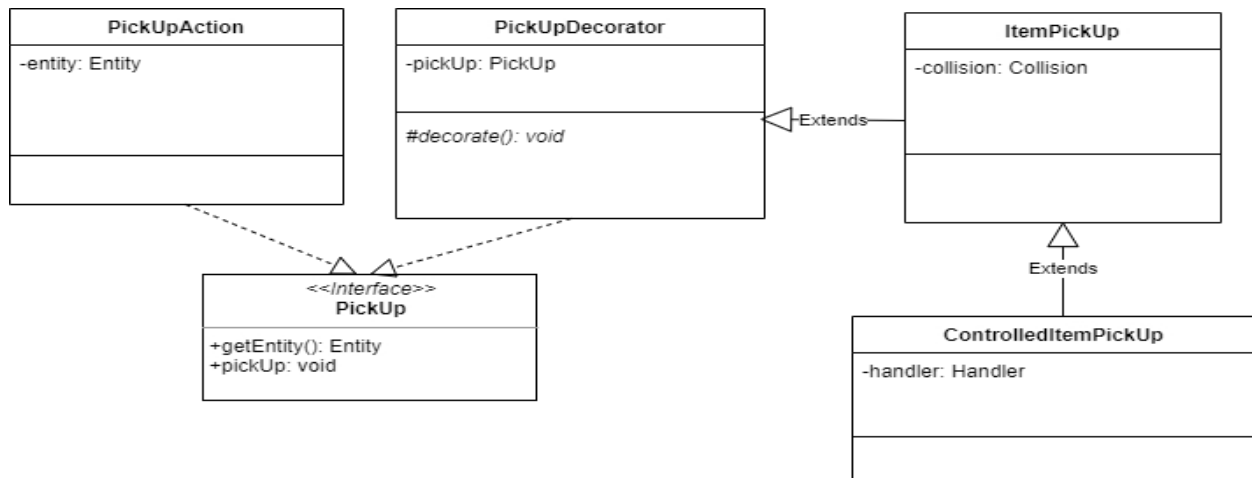 PickUpAction
-entity: Entity
PickUpDecorator
-pickUp: PickUp
#decorate(): void
Extends
ItemPickUp
-collision: Collision
Extends
<<Interface>>
PickUp
+getEntity(): Entity
+pickUp: void
ControlledItemPickUp
-handler: Handler